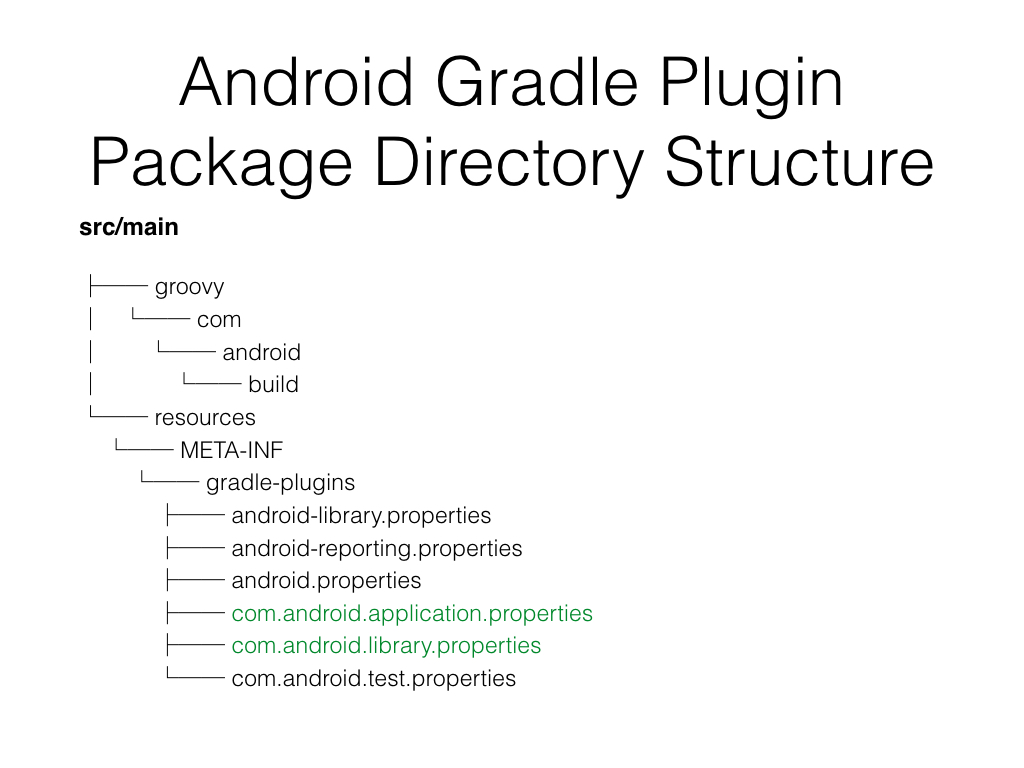 Android Gradle Plugin
Package Directory Structure
src/main
├── groovy
│ └── com
│ └── android
│ └── build
└── resources
└── META-INF
└── gradle-plugins
├── android-library.properties
├── android-reporting.properties
├── android.properties
├── com.android.application.properties
├── com.android.library.properties
└── com.android.test.properties